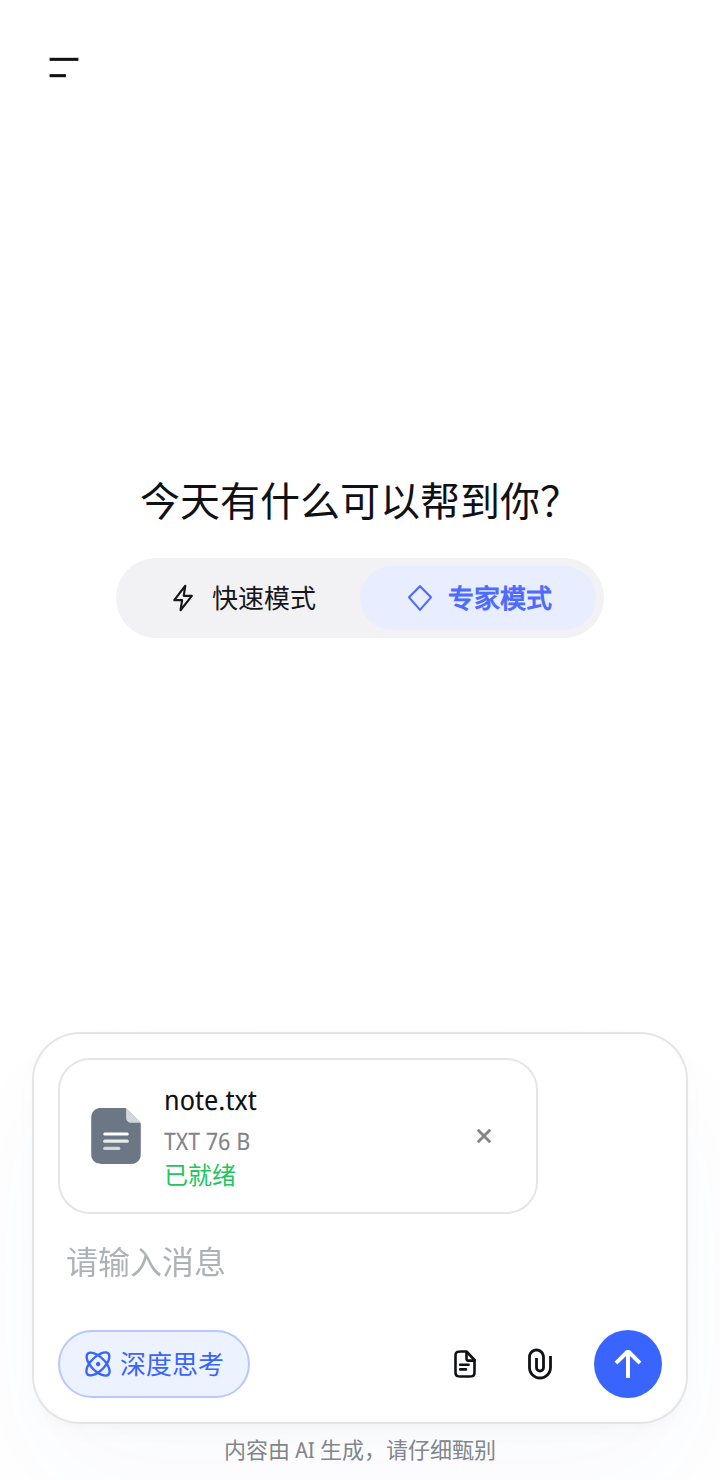 今天有什么可以帮到你？
快速模式
专家模式
note.txt
TXT 76 B
已就绪
请输入消息
深度思考
内容由 AI 生成，请仔细甄别